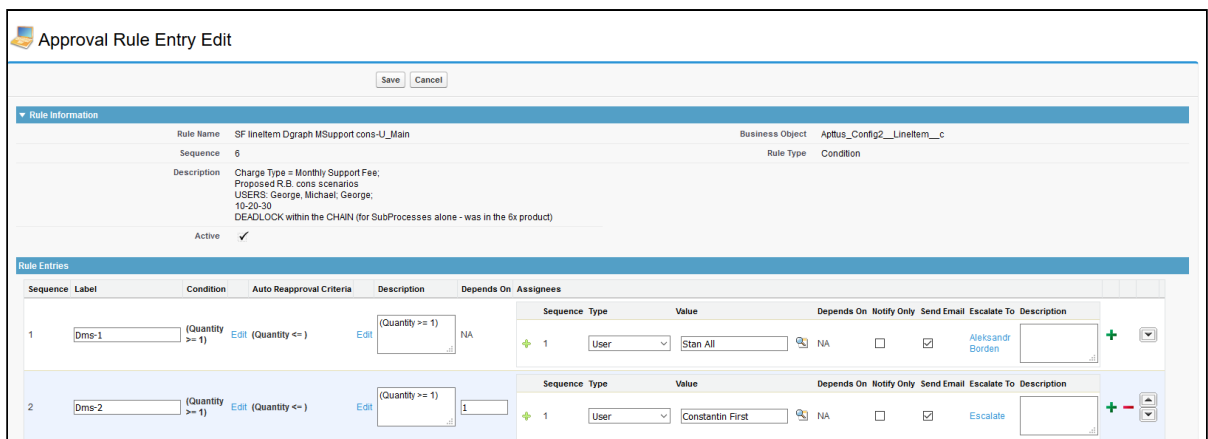 Approval Rule Entry Edit
Save Cancel
Rule Information
Rule Name SF lineItem Dgraph MSupport cons-U_Main Business Object Apttus_Config2__LineItem__c
Sequence 6 Rule Type Condition
Description Charge Type = Monthly Support Fee;
Proposed R.B. cons scenarios
USERS: George, Michael; George;
10-20-30
DEADLOCK within the CHAIN (for SubProcesses alone - was in the 6x product)
Active ✓
Rule Entries
Sequence Label Condition Auto Reapproval Criteria Description Depends On Assignees
Sequence Type Value Depends On Notify Only Send Email Escalate To Description
1 Dms-1 (Quantity >= 1) Edit (Quantity <= ) Edit (Quantity >= 1) NA 1 User Stan All NA Aleksandr Borden
Sequence Type Value Depends On Notify Only Send Email Escalate To Description
2 Dms-2 (Quantity >= 1) Edit (Quantity <= ) Edit (Quantity >= 1) 1 1 User Constantin First NA Escalate